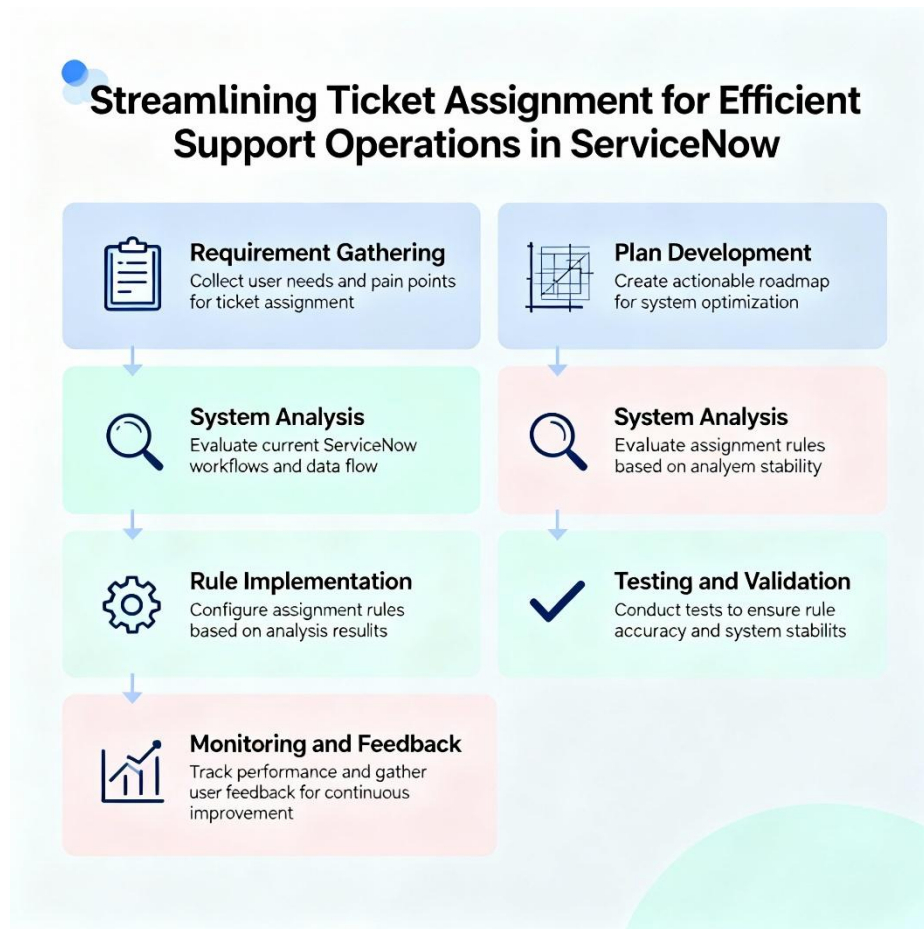 Streamlining Ticket Assignment for Efficient
Support Operations in ServiceNow
Requirement Gathering
Collect user needs and pain points
for ticket assignment
System Analysis
Evaluate current ServiceNow
workflows and data flow
Rule Implementation
Configure assignment rules
based on analysis resulits
Monitoring and Feedback
Track performance and gather
user feedback for continuous
improvement
Plan Development
Create actionable roadmap
for system optimization
System Analysis
Evaluate assignment rules
based on analyem stability
Testing and Validation
Conduct tests to ensure rule
accuracy and system stabilits